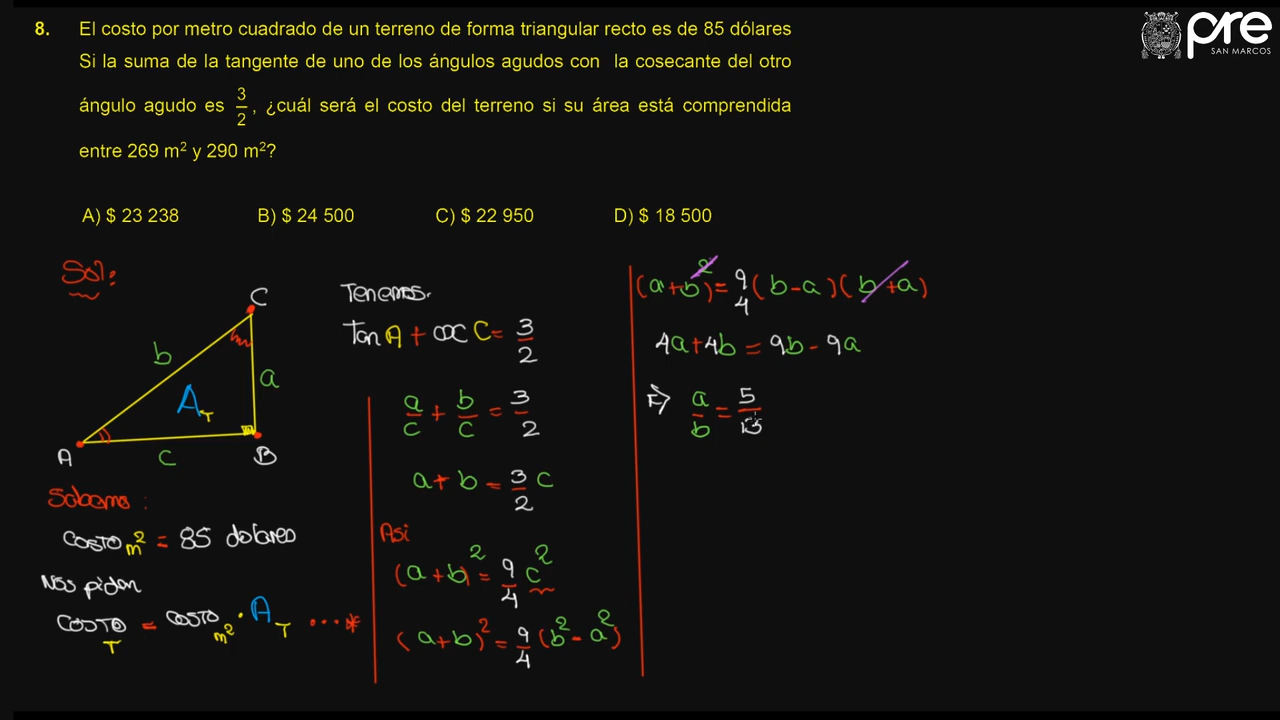 8. El costo por metro cuadrado de un terreno de forma triangular recto es de 85 dólares
Si la suma de la tangente de uno de los ángulos agudos con la cosecante del otro
ángulo agudo es 3/2, ¿cuál será el costo del terreno si su área está comprendida
entre 269 m² y 290 m²?
A) $ 23 238 B) $ 24 500 C) $ 22 950 D) $ 18 500
pre
SAN MARCOS
Sol:
C
b
a
A_T
A
c
B
Sabemos:
COSTO m² = 85 dolares
Nos piden
COSTO_T = COSTO m² · A_T ...*
Tenemos.
Tan A + csc C = 3/2
a/c + b/c = 3/2
a + b = 3/2 c
Asi
(a + b)² = 9/4 c²
(a + b)² = 9/4 (b² - a²)
(a + b)² = 9/4 (b - a)(b + a)
4a + 4b = 9b - 9a
⇒ a/b = 5/13